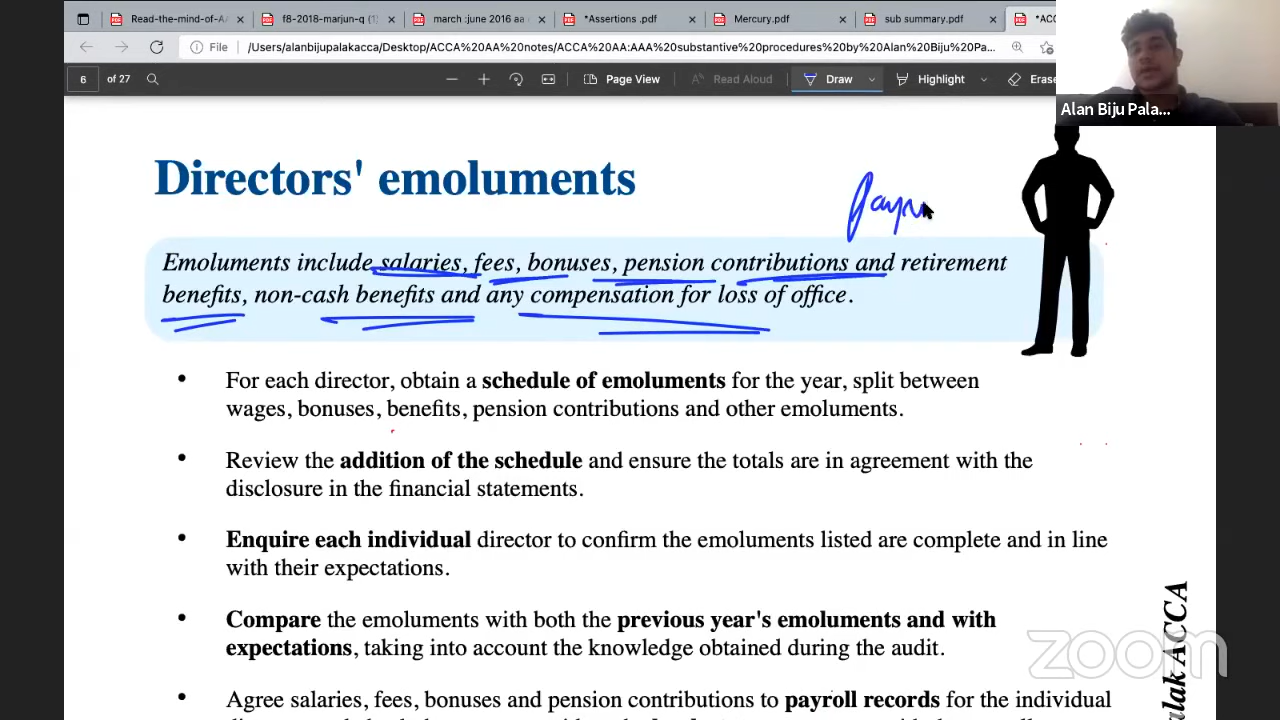 Read-the-mind-of-A
f8-2018-marjun-q (1)
march :june 2016 aa
*Assertions .pdf
Mercury.pdf
sub summary.pdf
*ACC
File
/Users/alanbijupalakacca/Desktop/ACCA%20AA%20notes/ACCA%20AA:AAA%20substantive%20procedures%20by%20Alan%20Biju%20Pa...
6 of 27
Page View
Read Aloud
Draw
Highlight
Erase
Alan Biju Pala...
Directors' emoluments
Emoluments include salaries, fees, bonuses, pension contributions and retirement
benefits, non-cash benefits and any compensation for loss of office.
• For each director, obtain a schedule of emoluments for the year, split between
wages, bonuses, benefits, pension contributions and other emoluments.
• Review the addition of the schedule and ensure the totals are in agreement with the
disclosure in the financial statements.
• Enquire each individual director to confirm the emoluments listed are complete and in line
with their expectations.
• Compare the emoluments with both the previous year's emoluments and with
expectations, taking into account the knowledge obtained during the audit.
• Agree salaries, fees, bonuses and pension contributions to payroll records for the individual
lak ACCA
zoom